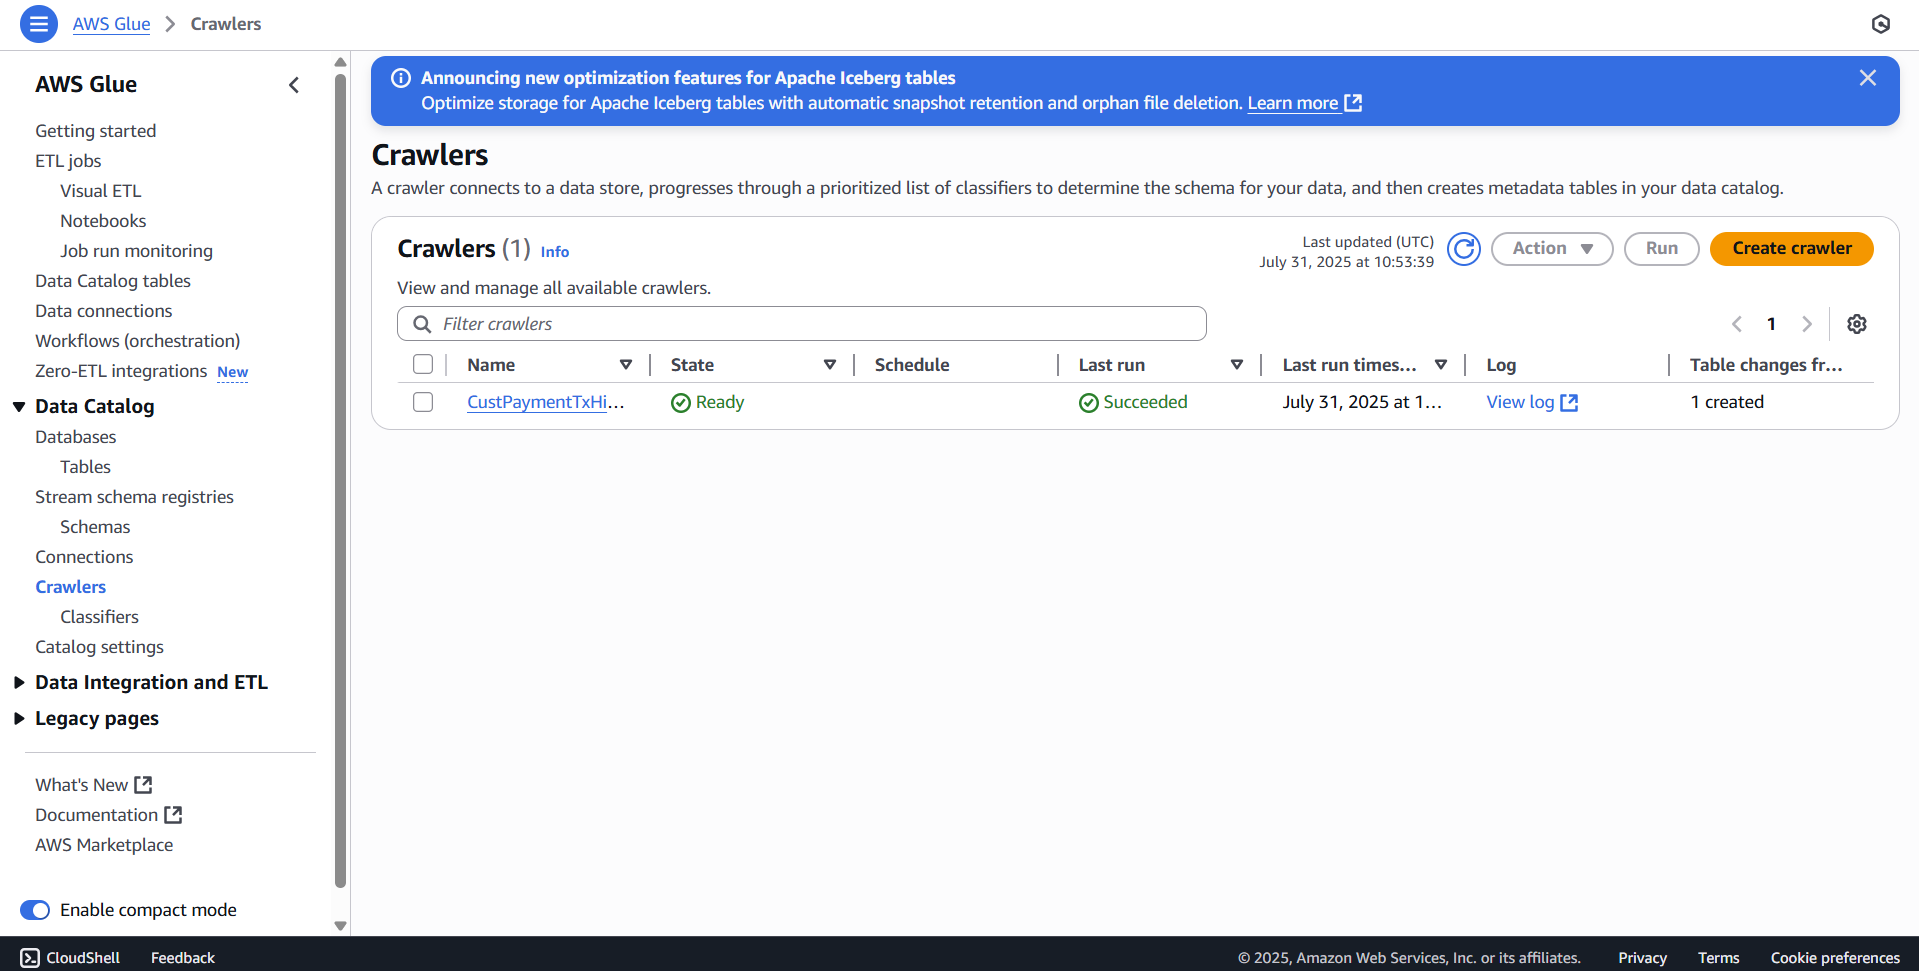 AWS Glue > Crawlers
AWS Glue
Getting started
ETL jobs
Visual ETL
Notebooks
Job run monitoring
Data Catalog tables
Data connections
Workflows (orchestration)
Zero-ETL integrations New
Data Catalog
Databases
Tables
Stream schema registries
Schemas
Connections
Crawlers
Classifiers
Catalog settings
Data Integration and ETL
Legacy pages
What's New
Documentation
AWS Marketplace
Enable compact mode
Announcing new optimization features for Apache Iceberg tables
Optimize storage for Apache Iceberg tables with automatic snapshot retention and orphan file deletion. Learn more
Crawlers
A crawler connects to a data store, progresses through a prioritized list of classifiers to determine the schema for your data, and then creates metadata tables in your data catalog.
Crawlers (1) Info
Last updated (UTC)
July 31, 2025 at 10:53:39
Action
Run
Create crawler
View and manage all available crawlers.
Filter crawlers
1
Name State Schedule Last run Last run times... Log Table changes fr...
CustPaymentTxHi... Ready Succeeded July 31, 2025 at 1... View log 1 created
CloudShell Feedback © 2025, Amazon Web Services, Inc. or its affiliates. Privacy Terms Cookie preferences